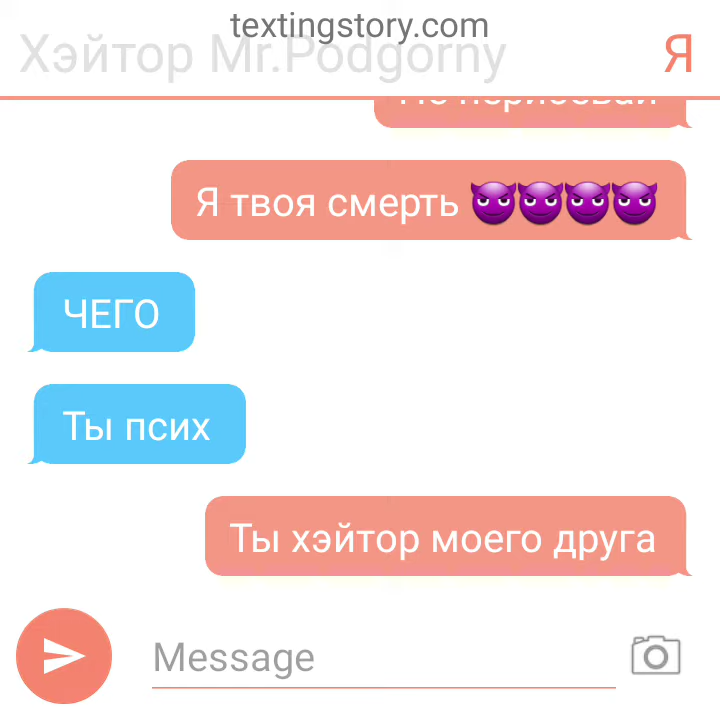 textingstory.com
Хэйтор Mr.Podgorny
Я
Я твоя смерть 😈😈😈😈
ЧЕГО
Ты псих
Ты хэйтор моего друга
Message